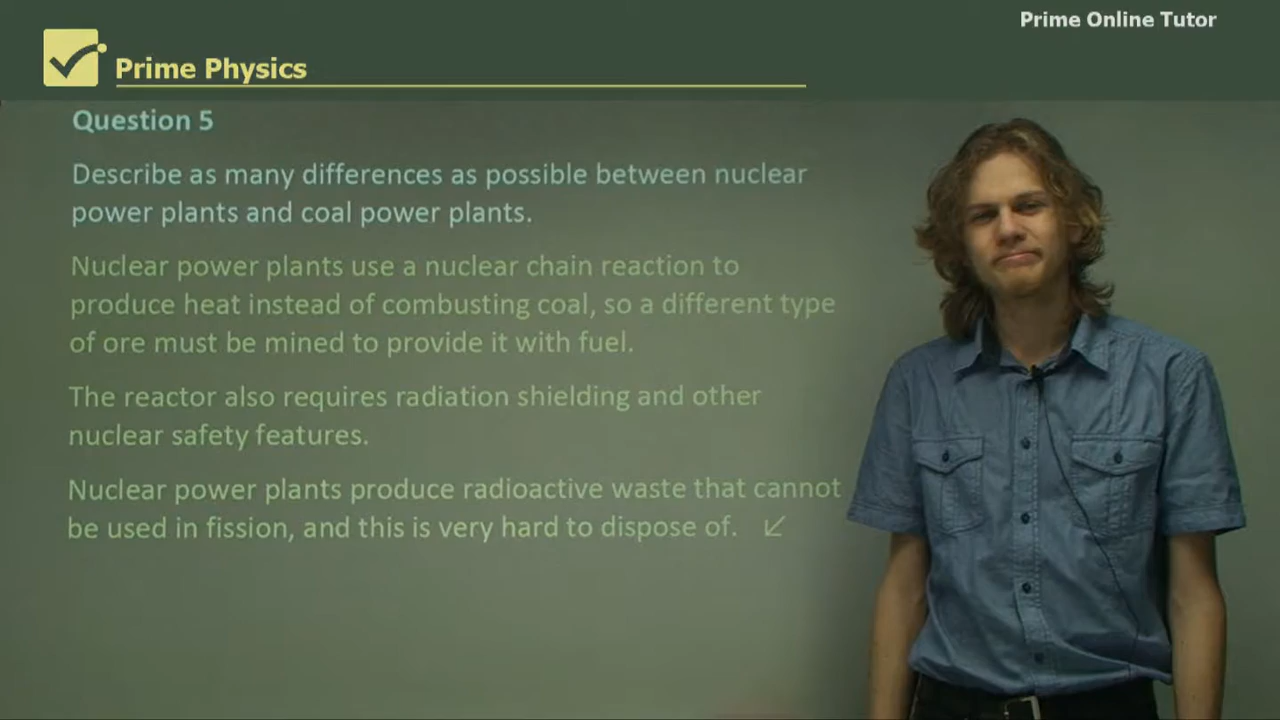 Prime Online Tutor
Prime Physics
Question 5
Describe as many differences as possible between nuclear
power plants and coal power plants.
Nuclear power plants use a nuclear chain reaction to
produce heat instead of combusting coal, so a different type
of ore must be mined to provide it with fuel.
The reactor also requires radiation shielding and other
nuclear safety features.
Nuclear power plants produce radioactive waste that cannot
be used in fission, and this is very hard to dispose of. ↙